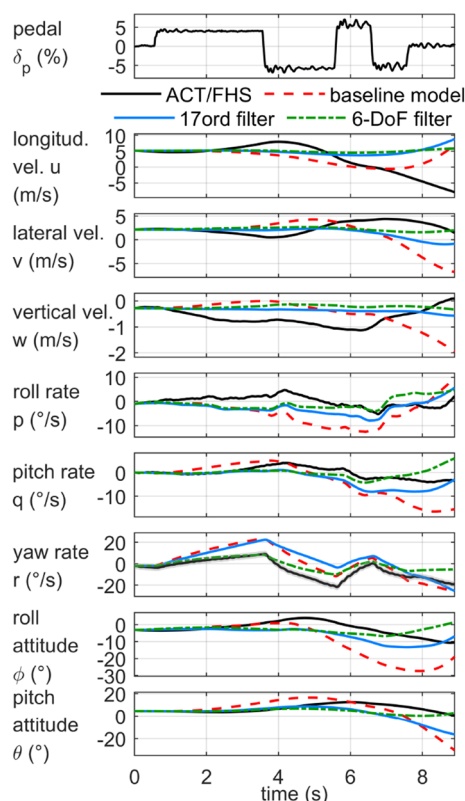 pedal
δp (%)
5
0
-5
ACT/FHS
baseline model
17ord filter
6-DoF filter
longitud.
vel. u
(m/s)
10
5
0
-5
lateral vel.
v (m/s)
5
0
-5
vertical vel.
w (m/s)
0
-1
2
roll rate
p (°/s)
10
0
-10
pitch rate
q (°/s)
10
0
-10
yaw rate
r (°/s)
20
0
-20
roll
attitude
ϕ (°)
0
-10
-20
-30
pitch
attitude
θ (°)
20
0
-20
0
2
4
6
8
time (s)